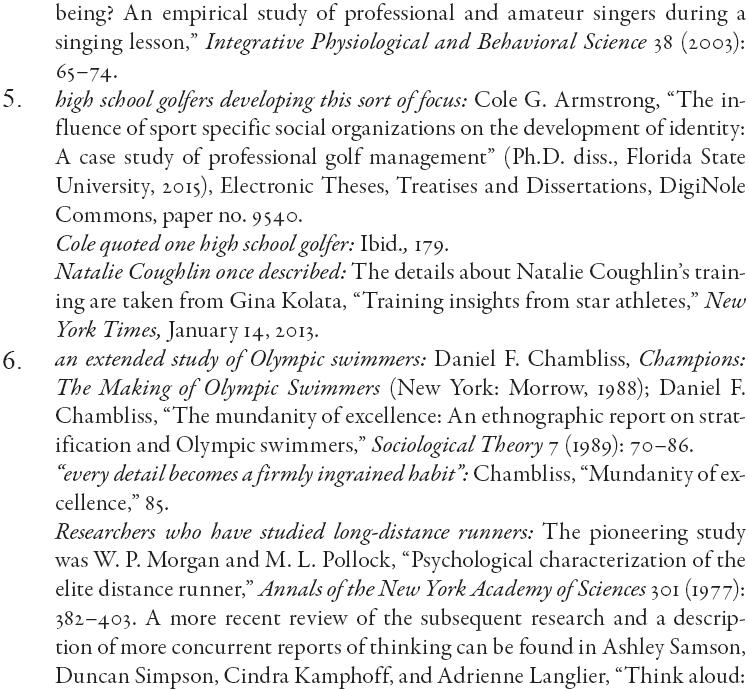 being? An empirical study of professional and amateur singers during a
singing lesson,” Integrative Physiological and Behavioral Science 38 (2003):
65–74.
5. high school golfers developing this sort of focus: Cole G. Armstrong, “The in-
fluence of sport specific social organizations on the development of identity:
A case study of professional golf management” (Ph.D. diss., Florida State
University, 2015), Electronic Theses, Treatises and Dissertations, DigiNole
Commons, paper no. 9540.
Cole quoted one high school golfer: Ibid., 179.
Natalie Coughlin once described: The details about Natalie Coughlin’s train-
ing are taken from Gina Kolata, “Training insights from star athletes,” New
York Times, January 14, 2013.
6. an extended study of Olympic swimmers: Daniel F. Chambliss, Champions:
The Making of Olympic Swimmers (New York: Morrow, 1988); Daniel F.
Chambliss, “The mundanity of excellence: An ethnographic report on strat-
ification and Olympic swimmers,” Sociological Theory 7 (1989): 70–86.
“every detail becomes a firmly ingrained habit”: Chambliss, “Mundanity of ex-
cellence,” 85.
Researchers who have studied long-distance runners: The pioneering study
was W. P. Morgan and M. L. Pollock, “Psychological characterization of the
elite distance runner,” Annals of the New York Academy of Sciences 301 (1977):
382–403. A more recent review of the subsequent research and a descrip-
tion of more concurrent reports of thinking can be found in Ashley Samson,
Duncan Simpson, Cindra Kamphoff, and Adrienne Langlier, “Think aloud: